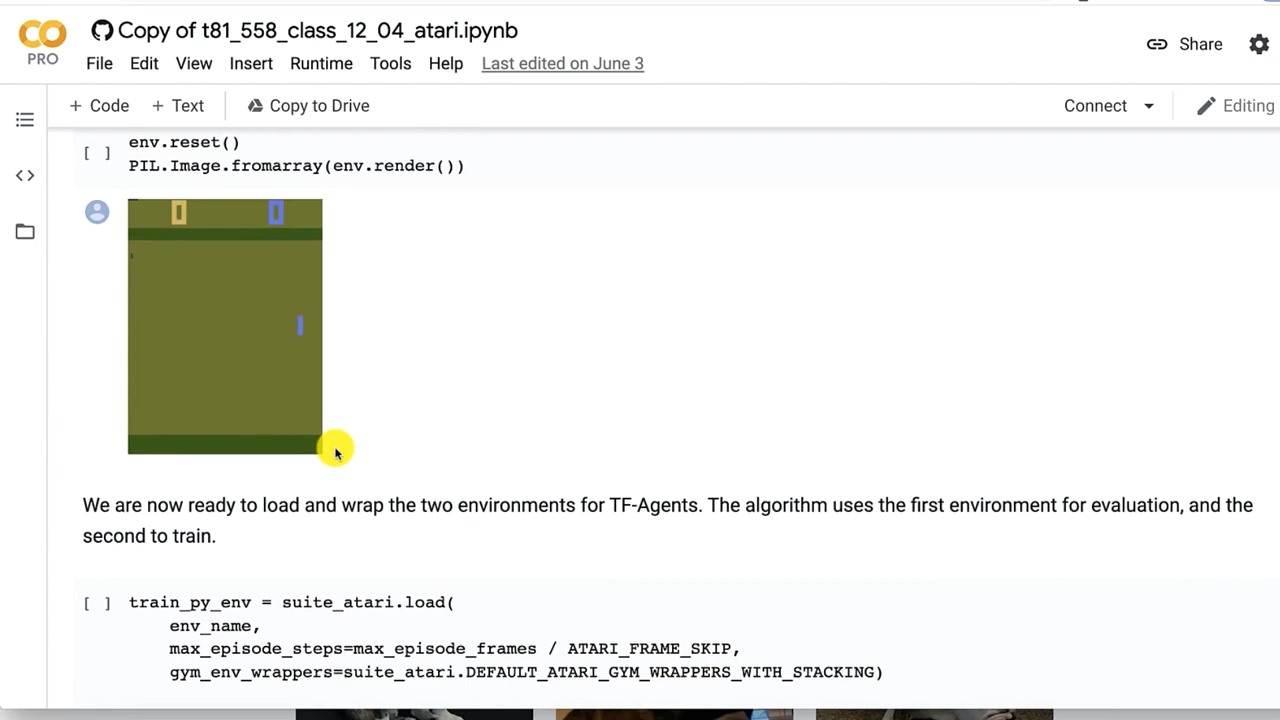 Copy of t81_558_class_12_04_atari.ipynb
PRO
Share
File Edit View Insert Runtime Tools Help Last edited on June 3
+ Code + Text Copy to Drive Connect Editing
env.reset()
[ ] PIL.Image.fromarray(env.render())
0 0
We are now ready to load and wrap the two environments for TF-Agents. The algorithm uses the first environment for evaluation, and the
second to train.
[ ] train_py_env = suite_atari.load(
env_name,
max_episode_steps=max_episode_frames / ATARI_FRAME_SKIP,
gym_env_wrappers=suite_atari.DEFAULT_ATARI_GYM_WRAPPERS_WITH_STACKING)